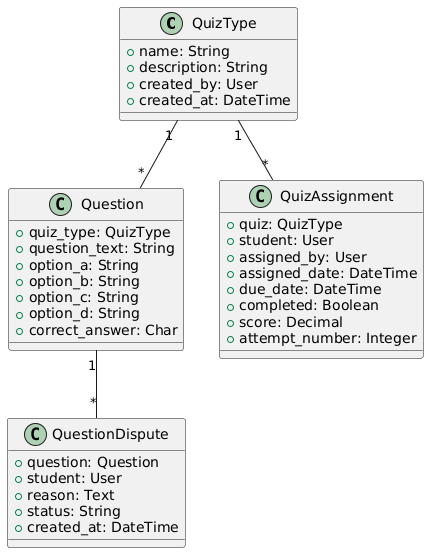 C QuizType
name: String
description: String
created_by: User
created_at: DateTime
1
1
*
*
C Question
quiz_type: QuizType
question_text: String
option_a: String
option_b: String
option_c: String
option_d: String
correct_answer: Char
C QuizAssignment
quiz: QuizType
student: User
assigned_by: User
assigned_date: DateTime
due_date: DateTime
completed: Boolean
score: Decimal
attempt_number: Integer
1
*
C QuestionDispute
question: Question
student: User
reason: Text
status: String
created_at: DateTime